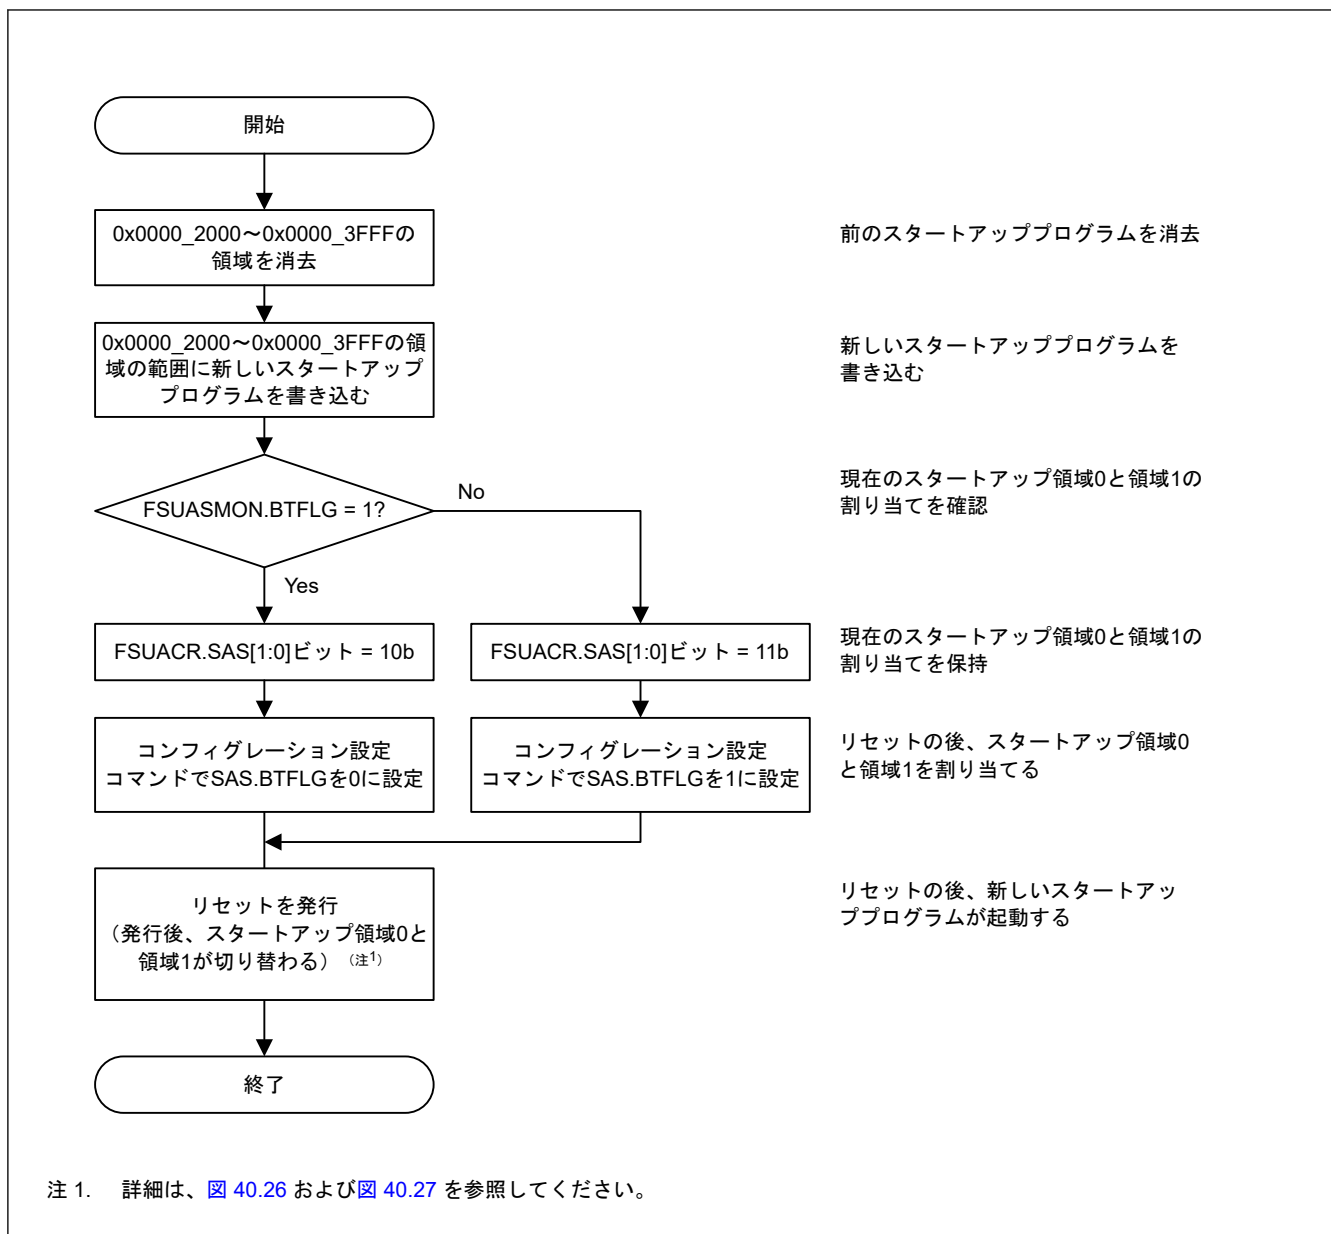 開始
0x0000_2000～0x0000_3FFFの
領域を消去
前のスタートアッププログラムを消去
0x0000_2000～0x0000_3FFFの領
域の範囲に新しいスタートアップ
プログラムを書き込む
新しいスタートアッププログラムを
書き込む
FSUASMON.BTFLG = 1?
No
Yes
現在のスタートアップ領域0と領域1の
割り当てを確認
FSUACR.SAS[1:0]ビット = 10b
FSUACR.SAS[1:0]ビット = 11b
現在のスタートアップ領域0と領域1の
割り当てを保持
コンフィグレーション設定
コマンドでSAS.BTFLGを0に設定
コンフィグレーション設定
コマンドでSAS.BTFLGを1に設定
リセットの後、スタートアップ領域0
と領域1を割り当てる
リセットを発行
（発行後、スタートアップ領域0と
領域1が切り替わる）（注1）
リセットの後、新しいスタートアッ
ププログラムが起動する
終了
注 1. 詳細は、図 40.26 および図 40.27 を参照してください。